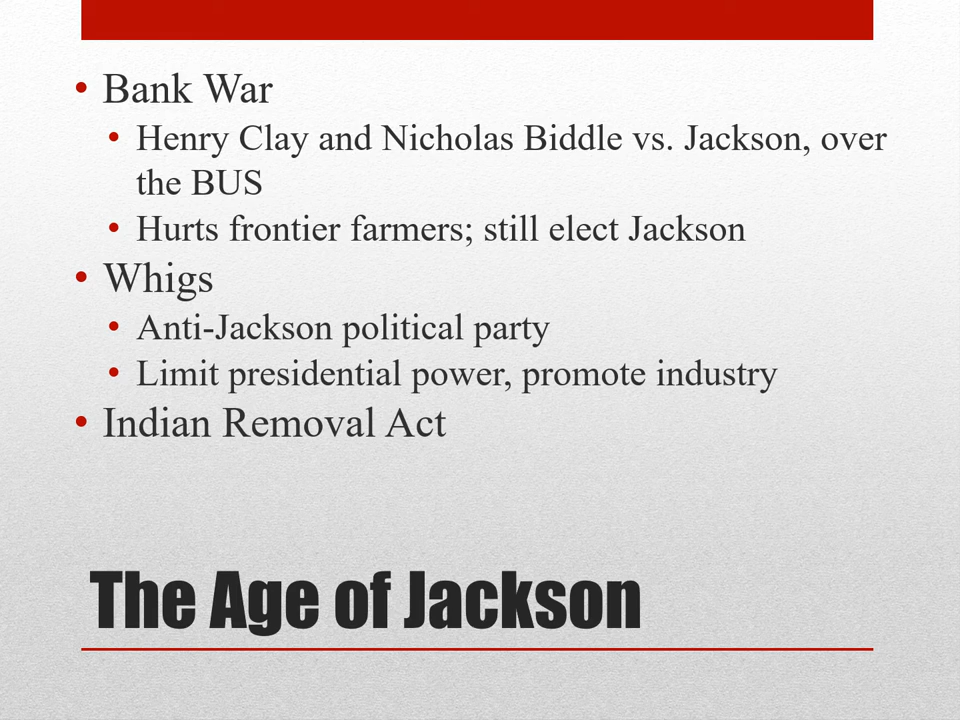 • Bank War
• Henry Clay and Nicholas Biddle vs. Jackson, over
the BUS
• Hurts frontier farmers; still elect Jackson
• Whigs
• Anti-Jackson political party
• Limit presidential power, promote industry
• Indian Removal Act
The Age of Jackson